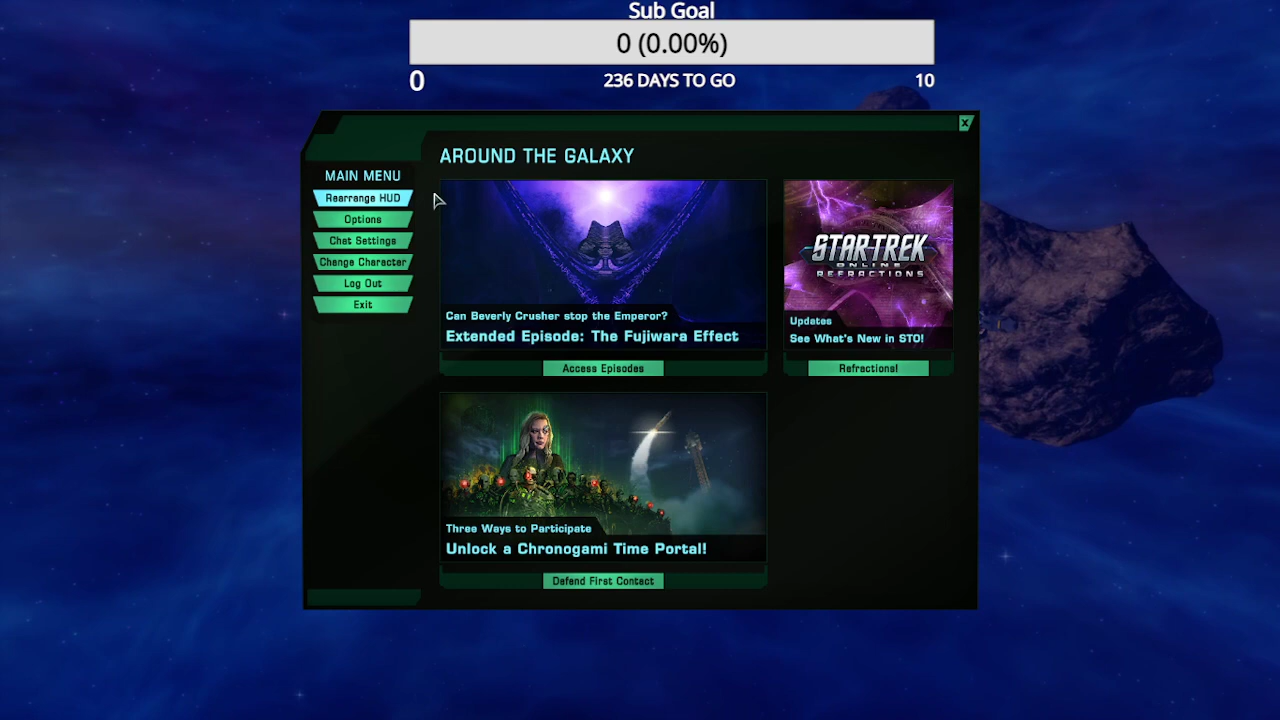 Sub Goal
0 (0.00%)
0
236 DAYS TO GO
10
X
AROUND THE GALAXY
MAIN MENU
Rearrange HUD
Options
Chat Settings
Change Character
Log Out
Exit
Can Beverly Crusher stop the Emperor?
Extended Episode: The Fujiwara Effect
Access Episodes
STAR TREK
ONLINE
REFRACTIONS
Updates
See What's New in STO!
Refractional
Three Ways to Participate
Unlock a Chronogami Time Portal!
Defend First Contact